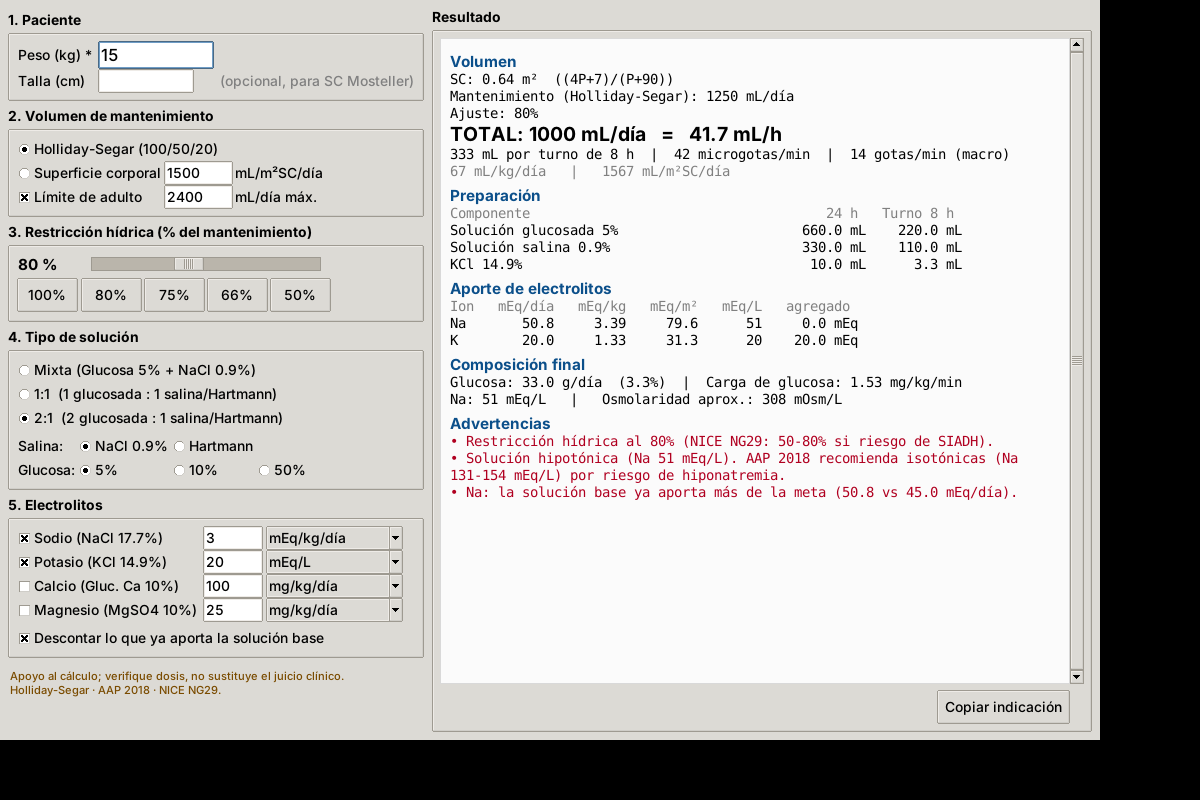 1. Paciente
Peso (kg) * 15
Talla (cm) (opcional, para SC Mosteller)
2. Volumen de mantenimiento
Holliday-Segar (100/50/20)
Superficie corporal 1500 mL/m²SC/día
Límite de adulto 2400 mL/día máx.
3. Restricción hídrica (% del mantenimiento)
80 %
100% 80% 75% 66% 50%
4. Tipo de solución
Mixta (Glucosa 5% + NaCl 0.9%)
1:1 (1 glucosada : 1 salina/Hartmann)
2:1 (2 glucosada : 1 salina/Hartmann)
Salina: NaCl 0.9% Hartmann
Glucosa: 5% 10% 50%
5. Electrolitos
Sodio (NaCl 17.7%) 3 mEq/kg/día
Potasio (KCl 14.9%) 20 mEq/L
Calcio (Gluc. Ca 10%) 100 mg/kg/día
Magnesio (MgSO4 10%) 25 mg/kg/día
Descontar lo que ya aporta la solución base
Apoyo al cálculo; verifique dosis, no sustituye el juicio clínico.
Holliday-Segar · AAP 2018 · NICE NG29.
Resultado
Volumen
SC: 0.64 m² ((4P+7)/(P+90))
Mantenimiento (Holliday-Segar): 1250 mL/día
Ajuste: 80%
TOTAL: 1000 mL/día = 41.7 mL/h
333 mL por turno de 8 h | 42 microgotas/min | 14 gotas/min (macro)
67 mL/kg/día | 1567 mL/m²SC/día
Preparación
Componente 24 h Turno 8 h
Solución glucosada 5% 660.0 mL 220.0 mL
Solución salina 0.9% 330.0 mL 110.0 mL
KCl 14.9% 10.0 mL 3.3 mL
Aporte de electrolitos
Ion mEq/día mEq/kg mEq/m² mEq/L agregado
Na 50.8 3.39 79.6 51 0.0 mEq
K 20.0 1.33 31.3 20 20.0 mEq
Composición final
Glucosa: 33.0 g/día (3.3%) | Carga de glucosa: 1.53 mg/kg/min
Na: 51 mEq/L | Osmolaridad aprox.: 308 mOsm/L
Advertencias
• Restricción hídrica al 80% (NICE NG29: 50-80% si riesgo de SIADH).
• Solución hipotónica (Na 51 mEq/L). AAP 2018 recomienda isotónicas (Na
131-154 mEq/L) por riesgo de hiponatremia.
• Na: la solución base ya aporta más de la meta (50.8 vs 45.0 mEq/día).
Copiar indicación